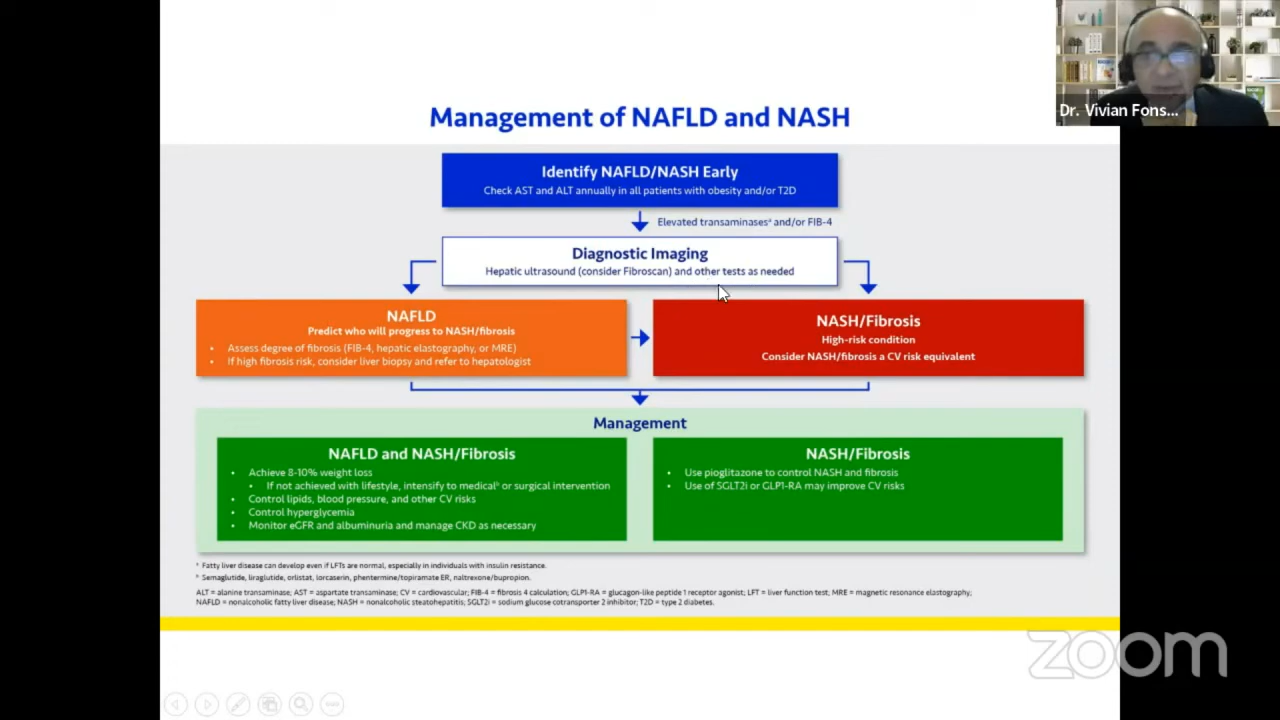 Dr. Vivian Fons...
Management of NAFLD and NASH
Identify NAFLD/NASH Early
Check AST and ALT annually in all patients with obesity and/or T2D
Elevated transaminasesª and/or FIB-4
Diagnostic Imaging
Hepatic ultrasound (consider Fibroscan) and other tests as needed
NAFLD
Predict who will progress to NASH/fibrosis
• Assess degree of fibrosis (FIB-4, hepatic elastography, or MRE)
• If high fibrosis risk, consider liver biopsy and refer to hepatologist
NASH/Fibrosis
High-risk condition
Consider NASH/fibrosis a CV risk equivalent
Management
NAFLD and NASH/Fibrosis
• Achieve 8-10% weight loss
• If not achieved with lifestyle, intensify to medicalᵇ or surgical intervention
• Control lipids, blood pressure, and other CV risks
• Control hyperglycemia
• Monitor eGFR and albuminuria and manage CKD as necessary
NASH/Fibrosis
• Use pioglitazone to control NASH and fibrosis
• Use of SGLT2i or GLP1-RA may improve CV risks
ª Fatty liver disease can develop even if LFTs are normal, especially in individuals with insulin resistance.
ᵇ Semaglutide, liraglutide, orlistat, lorcaserin, phentermine/topiramate ER, naltrexone/bupropion.
ALT = alanine transaminase; AST = aspartate transaminase; CV = cardiovascular; FIB-4 = fibrosis 4 calculation; GLP1-RA = glucagon-like peptide 1 receptor agonist; LFT = liver function test; MRE = magnetic resonance elastography;
NAFLD = nonalcoholic fatty liver disease; NASH = nonalcoholic steatohepatitis; SGLT2i = sodium glucose cotransporter 2 inhibitor; T2D = type 2 diabetes.
zoom